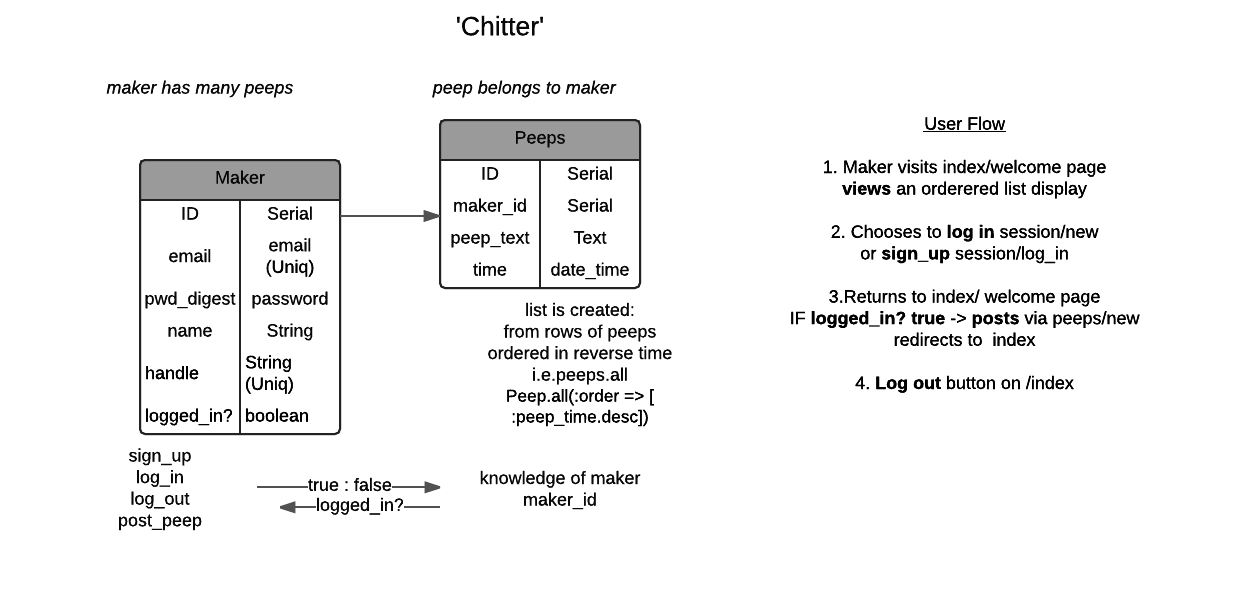 'Chitter'
maker has many peeps
peep belongs to maker
Maker
ID Serial
email email
(Uniq)
pwd_digest password
name String
handle String
(Uniq)
logged_in? boolean
sign_up
log_in
log_out
post_peep
Peeps
ID Serial
maker_id Serial
peep_text Text
time date_time
list is created:
from rows of peeps
ordered in reverse time
i.e.peeps.all
Peep.all(:order => [
:peep_time.desc])
true : false
logged_in?
knowledge of maker
maker_id
User Flow
1. Maker visits index/welcome page
views an orderered list display
2. Chooses to log in session/new
or sign_up session/log_in
3.Returns to index/ welcome page
IF logged_in? true -> posts via peeps/new
redirects to index
4. Log out button on /index